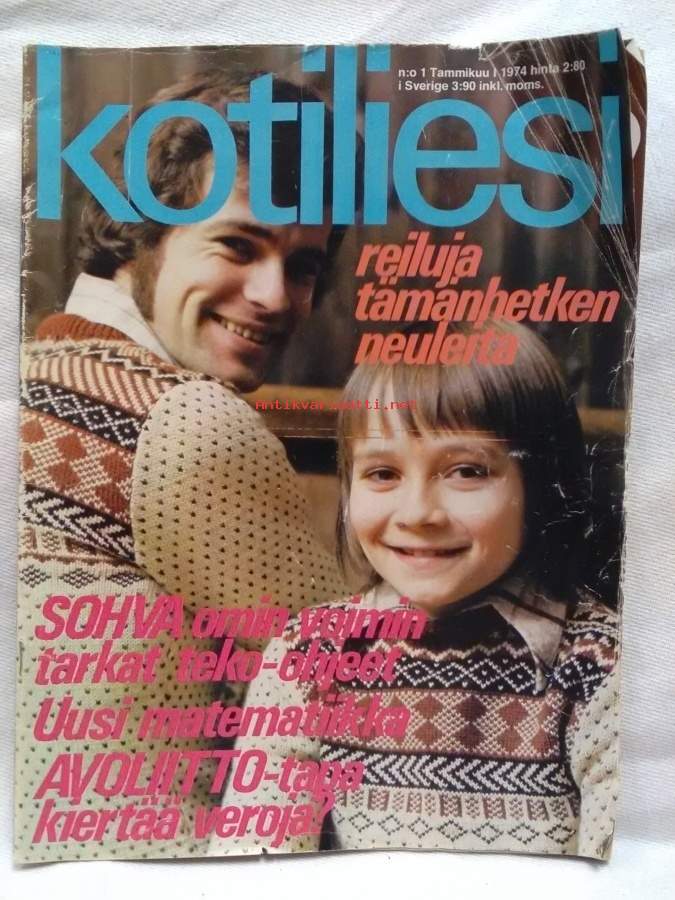 n:o 1 Tammikuu I 1974 hinta 2:80
i Sverige 3:90 inkl. moms.
kotiliesi
reiluja
tämänhetken
neuleita
Antikvariaatti.net
SOHVA omin voimin
tarkat teko-ohjeet
Uusi matematiikka
AVOLIITTO-tapa
kiertää veroja?